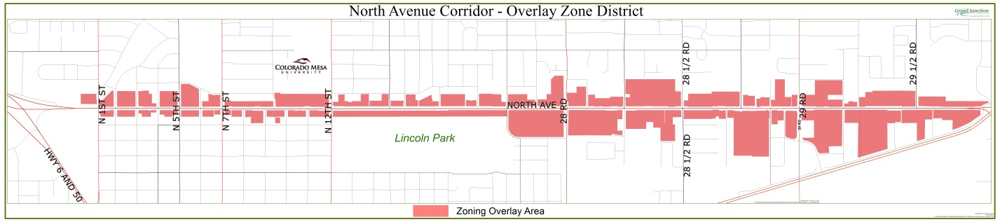 North Avenue Corridor - Overlay Zone District
Grand Junction
COLORADO MESA
UNIVERSITY
N 1ST ST
N 5TH ST
N 7TH ST
N 12TH ST
NORTH AVE
28 RD
28 1/2 RD
29 RD
29 1/2 RD
29 RD
28 1/2 RD
Lincoln Park
HWY 6 AND 50
Zoning Overlay Area